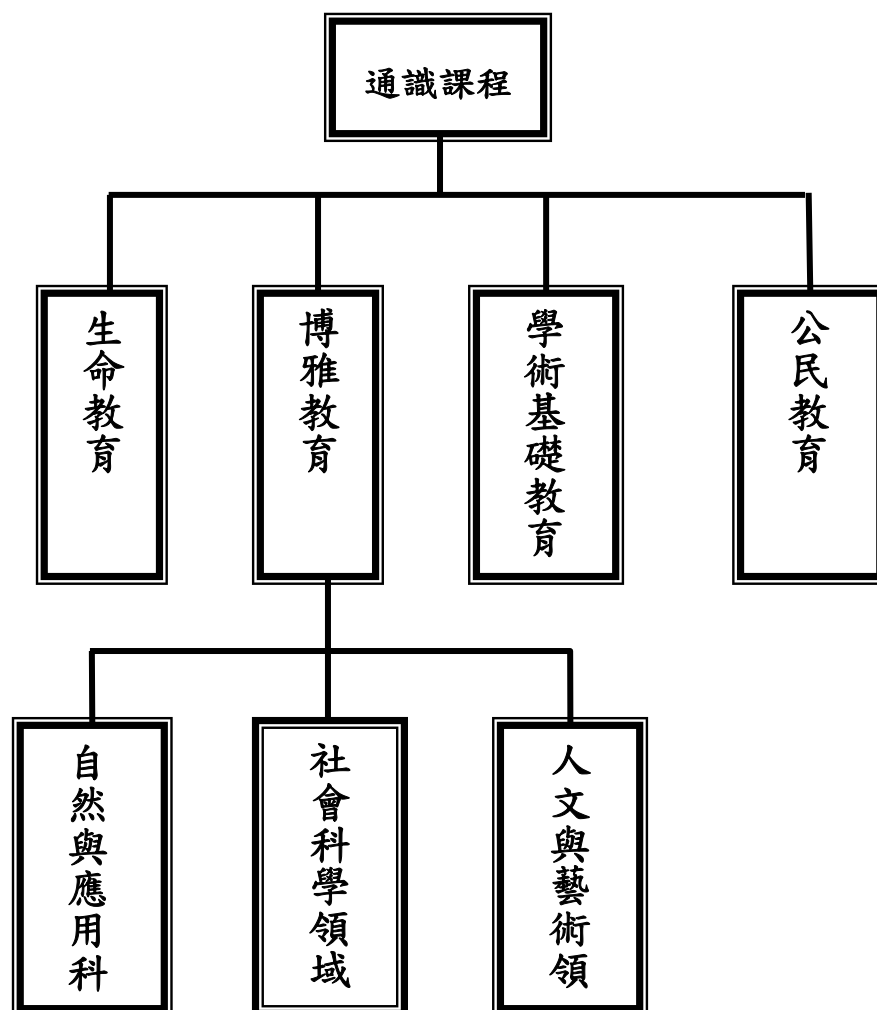 通識課程
生命教育
博雅教育
學術基礎教育
公民教育
自然與應用科
社會科學領域
人文與藝術領